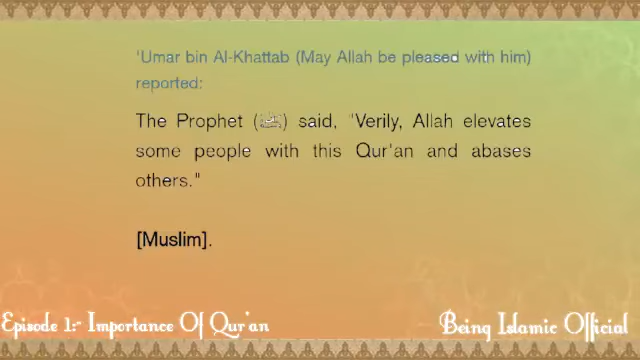 'Umar bin Al-Khattab (May Allah be pleased with him)
reported:
The Prophet (ﷺ) said, "Verily, Allah elevates
some people with this Qur'an and abases
others."
[Muslim].
Episode 1:- Importance Of Qur'an
Being Islamic Official